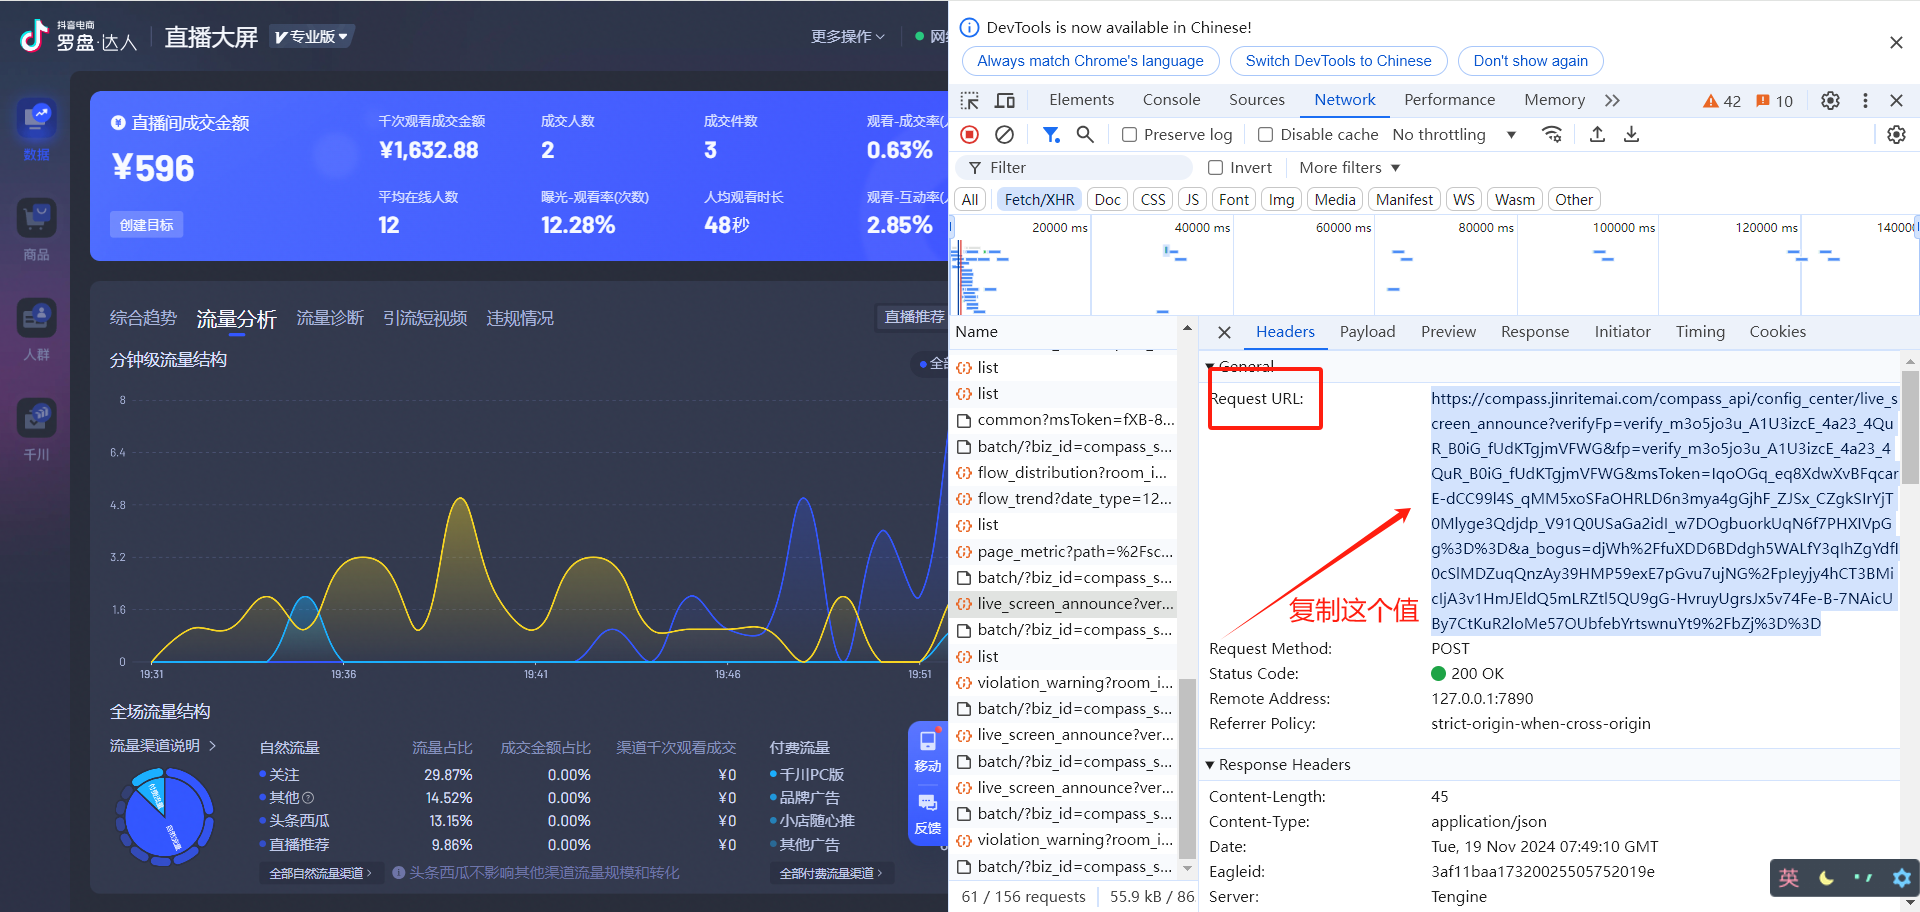 抖音电商
罗盘·达人
直播大屏
专业版
更多操作
数据
商品
人群
千川
直播间成交金额
¥596
创建目标
千次观看成交金额
¥1,632.88
成交人数
2
成交件数
3
观看-成交率(
0.63%
平均在线人数
12
曝光-观看率(次数)
12.28%
人均观看时长
48秒
观看-互动率(
2.85%
综合趋势
流量分析
流量诊断
引流短视频
违规情况
直播推荐
分钟级流量结构
8
6.4
4.8
3.2
1.6
0
19:31
19:36
19:41
19:46
19:51
全场流量结构
流量渠道说明
自然流量 流量占比 成交金额占比 渠道千次观看成交 付费流量
关注 29.87% 0.00% ¥0 千川PC版
其他 14.52% 0.00% ¥0 品牌广告
头条西瓜 13.15% 0.00% ¥0 小店随心推
直播推荐 9.86% 0.00% ¥0 其他广告
全部自然流量渠道
头条西瓜不影响其他渠道流量规模和转化
全部付费流量渠道
移动
反馈
DevTools is now available in Chinese!
Always match Chrome's language
Switch DevTools to Chinese
Don't show again
Elements Console Sources Network Performance Memory 42 10
Preserve log Disable cache No throttling
Filter Invert More filters
All Fetch/XHR Doc CSS JS Font Img Media Manifest WS Wasm Other
20000 ms 40000 ms 60000 ms 80000 ms 100000 ms 120000 ms 14000
Name
list
list
common?msToken=fXB-8...
batch/?biz_id=compass_s...
flow_distribution?room_i...
flow_trend?date_type=12...
list
page_metric?path=%2Fsc...
batch/?biz_id=compass_s...
live_screen_announce?ver...
batch/?biz_id=compass_s...
list
violation_warning?room_i...
batch/?biz_id=compass_s...
live_screen_announce?ver...
batch/?biz_id=compass_s...
live_screen_announce?ver...
batch/?biz_id=compass_s...
violation_warning?room_i...
batch/?biz_id=compass_s...
61 / 156 requests
55.9 kB / 86
Headers Payload Preview Response Initiator Timing Cookies
General
Request URL:
https://compass.jinritemai.com/compass_api/config_center/live_s
creen_announce?verifyFp=verify_m3o5jo3u_A1U3izcE_4a23_4Qu
R_B0iG_fUdKTgjmVFWG&fp=verify_m3o5jo3u_A1U3izcE_4a23_4
QuR_B0iG_fUdKTgjmVFWG&msToken=IqoOGq_eq8XdwXvBFqcar
E-dCC99l4S_qMM5xoSFaOHRLD6n3mya4gGjhF_ZJSx_CZgkSIrYjT
0Mlyge3Qdjdp_V91Q0USaGa2idI_w7DOgbuorkUqN6f7PHXIVpG
g%3D%3D&a_bogus=djWh%2FfuXDD6BDdgh5WALfY3qIhZgYdfI
0cSlMDZuqQnzAy39HMP59exE7pGvu7ujNG%2FpIeyjy4hCT3BMi
cIjA3v1HmJEldQ5mLRZtl5QU9gG-HvruyUgrsJx5v74Fe-B-7NAicU
By7CtKuR2loMe57OUbfebYrtswnuYt9%2FbZj%3D%3D
复制这个值
Request Method: POST
Status Code: 200 OK
Remote Address: 127.0.0.1:7890
Referrer Policy: strict-origin-when-cross-origin
Response Headers
Content-Length: 45
Content-Type: application/json
Date: Tue, 19 Nov 2024 07:49:10 GMT
Eagleid: 3af11baa17320025505752019e
Server: Tengine
英